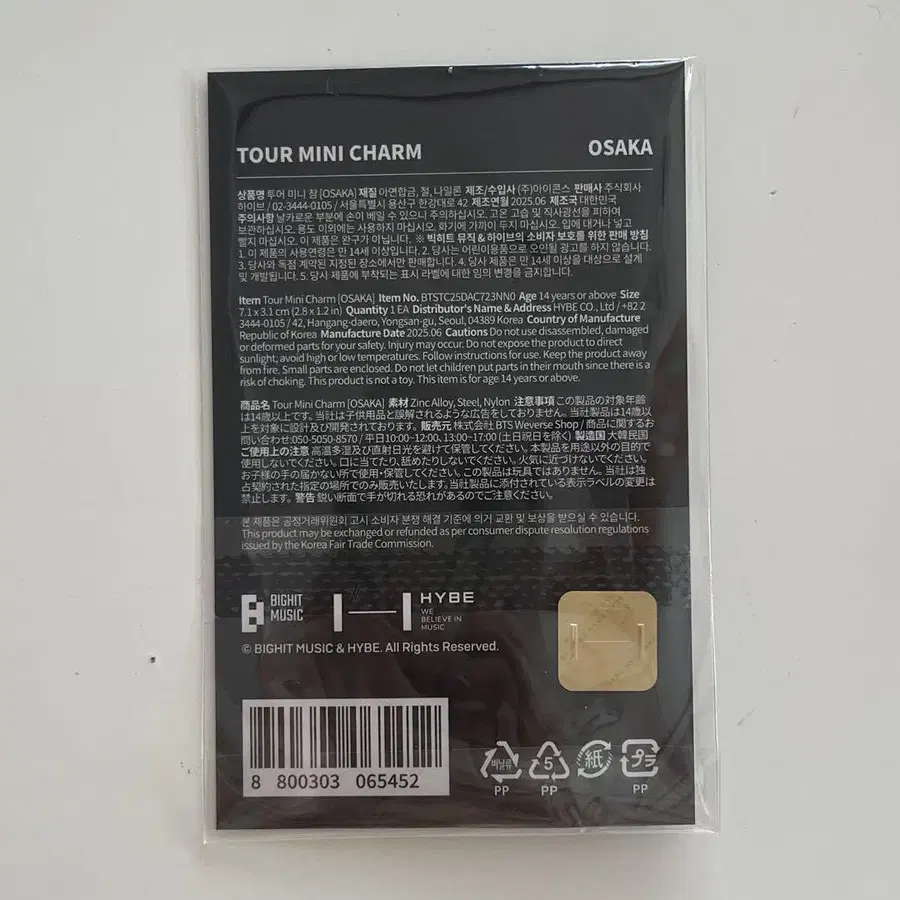 TOUR MINI CHARM
OSAKA
상품명 투어 미니 참 [OSAKA] 재질 아연합금, 철, 나일론 제조/수입사 (주)아이콘스 판매사 주식회사
하이브 / 02-3444-0105 / 서울특별시 용산구 한강대로 42 제조연월 2025.06 제조국 대한민국
주의사항 날카로운 부분에 손이 베일 수 있으니 주의하십시오. 고온 고습 및 직사광선을 피하여
보관하십시오. 용도 이외에는 사용하지 마십시오. 화기에 가까이 두지 마십시오. 입에 대거나 넣고
빨지 마십시오. 이 제품은 완구가 아닙니다. ※ 빅히트 뮤직 & 하이브의 소비자 보호를 위한 판매 방침
1. 이 제품의 사용연령은 만 14세 이상입니다. 2. 당사는 어린이용품으로 오인될 광고를 하지 않습니다.
3. 당사와 독점 계약된 지정된 장소에서만 판매합니다. 4. 당사 제품은 만 14세 이상을 대상으로 설계
및 개발됩니다. 5. 당사 제품에 부착되는 표시 라벨에 대한 임의 변경을 금지합니다.
Item Tour Mini Charm [OSAKA] Item No. BTSTC25DAC723NN0 Age 14 years or above Size
7.1 x 3.1 cm (2.8 x 1.2 in) Quantity 1 EA Distributor's Name & Address HYBE CO., Ltd / +82 2
3444-0105 / 42, Hangang-daero, Yongsan-gu, Seoul, 04389 Korea Country of Manufacture
Republic of Korea Manufacture Date 2025.06 Cautions Do not use disassembled, damaged
or deformed parts for your safety. Injury may occur. Do not expose the product to direct
sunlight; avoid high or low temperatures. Follow instructions for use. Keep the product away
from fire. Small parts are enclosed. Do not let children put parts in their mouth since there is a
risk of choking. This product is not a toy. This item is for age 14 years or above.
商品名 Tour Mini Charm [OSAKA] 素材 Zinc Alloy, Steel, Nylon 注意事項 この製品の対象年齢
は14歳以上です。当社は子供用品と誤解されるような広告をしておりません。当社製品は14歳以
上を対象に設計及び開発されております。販売元 株式会社 BTS Weverse Shop / 商品に関するお
問い合わせ:050-5050-8570 / 平日10:00~12:00, 13:00~17:00 (土日祝日を除く) 製造国 大韓民国
ご使用上の注意 高温多湿及び直射日光を避けて保管してください。本製品を用途以外の目的で
使用しないでください。口に当てたり、舐めたりしないでください。火気に近づけないでください。
お子様の手の届かない所で使用・保管してください。この製品は玩具ではありません。当社は独
占契約された指定の場所でのみ販売いたします。当社製品に添付されている表示ラベルの変更は
禁止します。警告 鋭い断面で手が切れる恐れがあるのでご注意ください。
본 제품은 공정거래위원회 고시 소비자 분쟁 해결 기준에 의거 교환 및 보상을 받으실 수 있습니다.
This product may be exchanged or refunded as per consumer dispute resolution regulations
issued by the Korea Fair Trade Commission.
BIGHIT
MUSIC
HYBE
WE
BELIEVE IN
MUSIC
© BIGHIT MUSIC & HYBE. All Rights Reserved.
8 800303 065452
비닐류
PP
5
PP
紙
プラ
PP